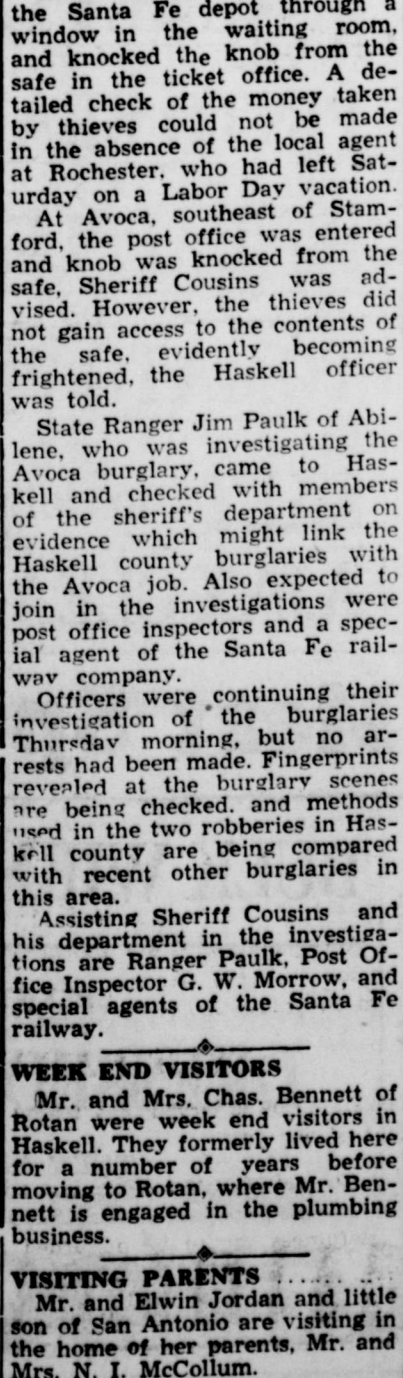 the Santa Fe depot through a
window in the waiting room,
and knocked the knob from the
safe in the ticket office. A de-
tailed check of the money taken
by thieves could not be made
in the absence of the local agent
at Rochester, who had left Sat-
urday on a Labor Day vacation.
At Avoca, southeast of Stam-
ford, the post office was entered
and knob was knocked from the
safe, Sheriff Cousins was ad-
vised. However, the thieves did
not gain access to the contents of
the safe, evidently becoming
frightened, the Haskell officer
was told.
State Ranger Jim Paulk of Abi-
lene, who was investigating the
Avoca burglary, came to Has-
kell and checked with members
of the sheriff's department on
evidence which might link the
Haskell county burglaries with
the Avoca job. Also expected to
join in the investigations were
post office inspectors and a spec-
ial agent of the Santa Fe rail-
way company.
Officers were continuing their
investigation of the burglaries
Thursday morning, but no ar-
rests had been made. Fingerprints
revealed at the burglary scenes
are being checked, and methods
used in the two robberies in Has-
kell county are being compared
with recent other burglaries in
this area.
Assisting Sheriff Cousins and
his department in the investiga-
tions are Ranger Paulk, Post Of-
fice Inspector G. W. Morrow, and
special agents of the Santa Fe
railway.
WEEK END VISITORS
Mr. and Mrs. Chas. Bennett of
Rotan were week end visitors in
Haskell. They formerly lived here
for a number of years before
moving to Rotan, where Mr. Ben-
nett is engaged in the plumbing
business.
VISITING PARENTS ........
Mr. and Elwin Jordan and little
son of San Antonio are visiting in
the home of her parents, Mr. and
Mrs. N. I. McCollum.